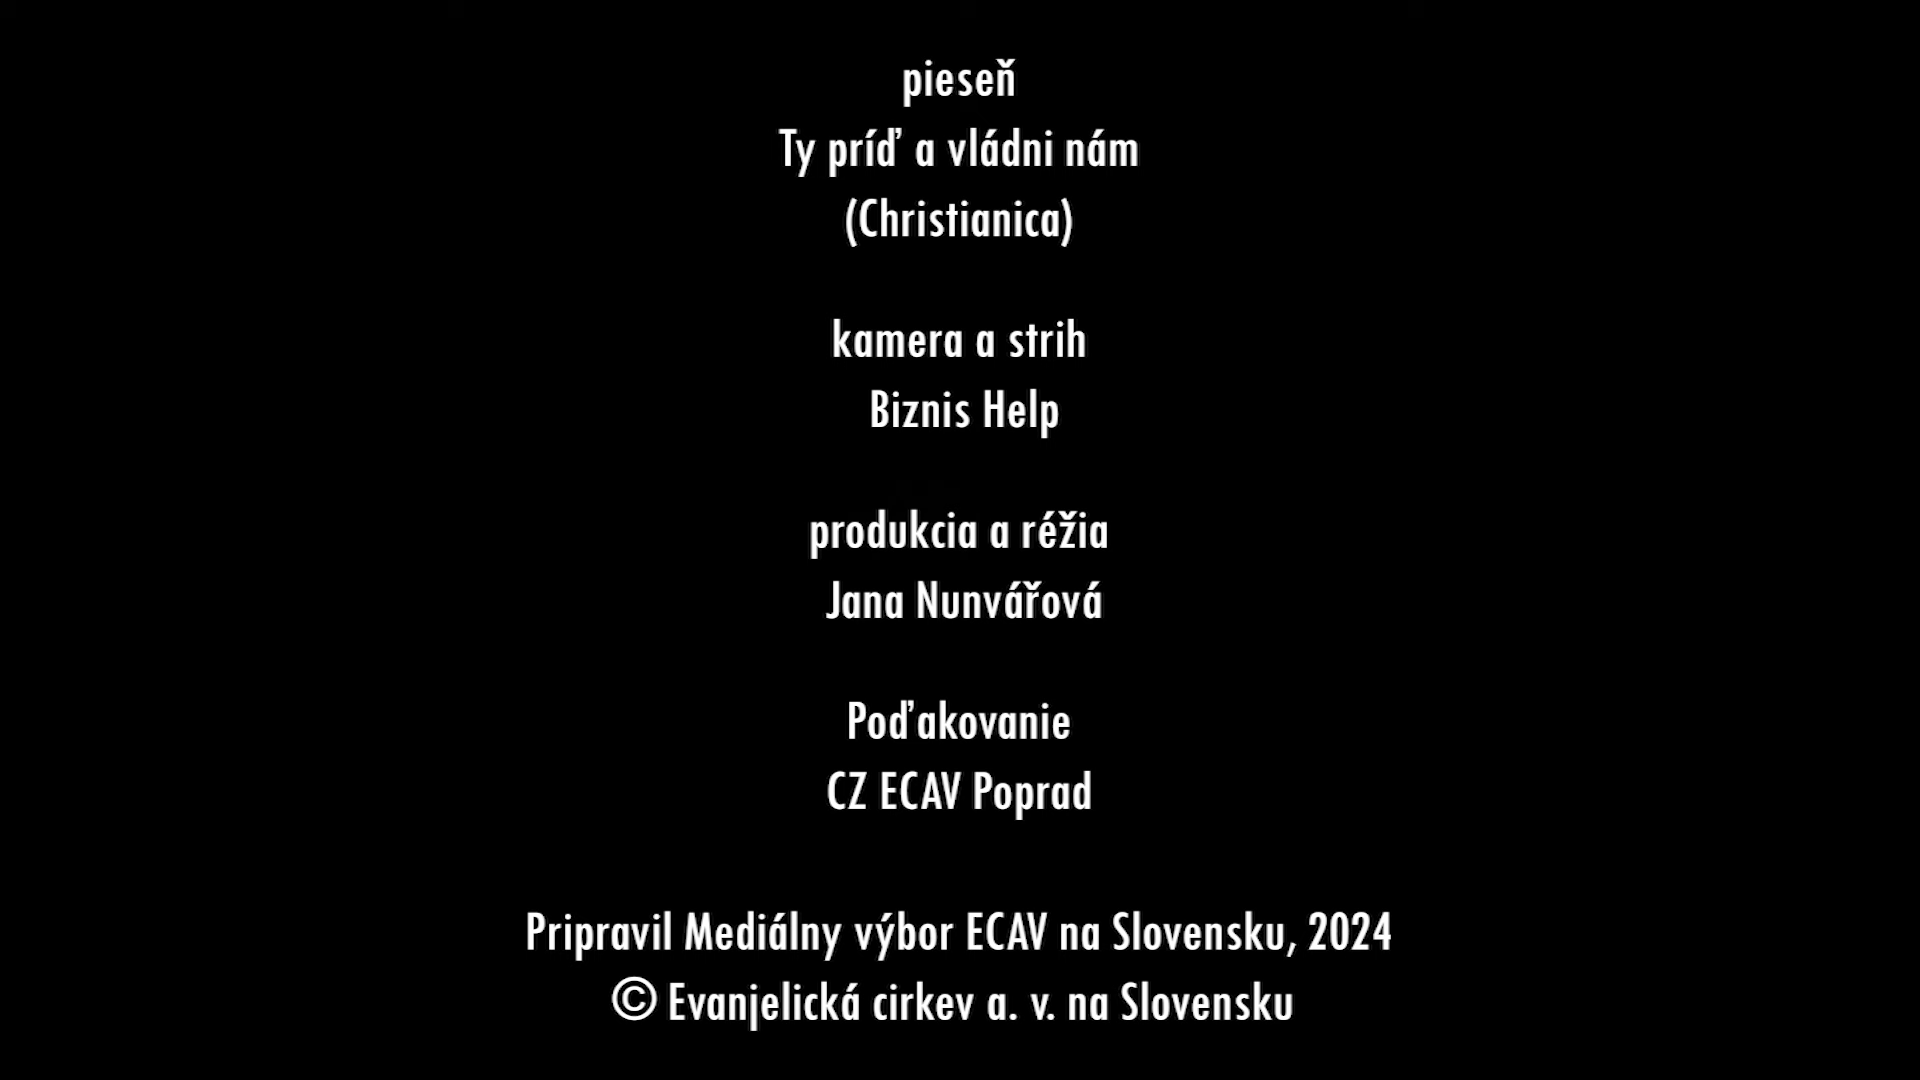 pieseň
Ty príď a vládni nám
(Christianica)
kamera a strih
Biznis Help
produkcia a réžia
Jana Nunvářová
Poďakovanie
CZ ECAV Poprad
Pripravil Mediálny výbor ECAV na Slovensku, 2024
© Evanjelická cirkev a. v. na Slovensku